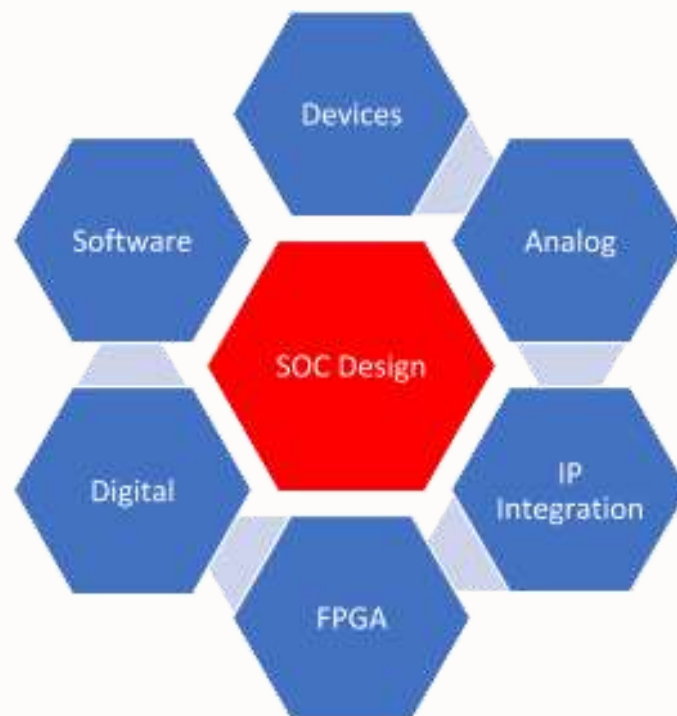 Devices
Software
Analog
SOC Design
Digital
IP
Integration
FPGA